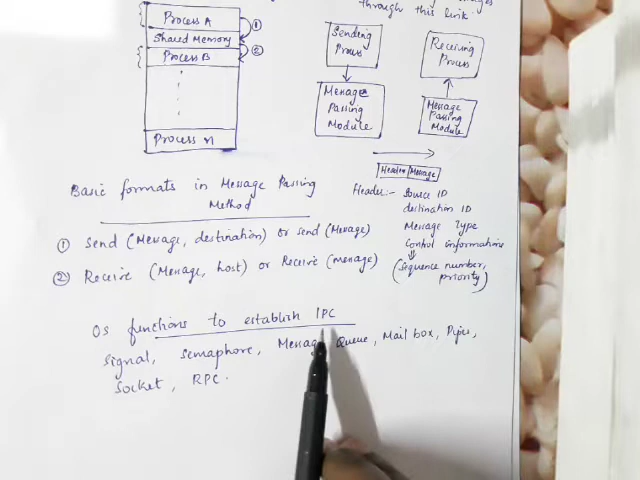 through this link.
Process A
①
Shared Memory
②
Process B
Process n
Sending
Process
Message
Passing
Module
Receiving
Process
Message
Passing
Module
Header Message
Basic formats in Message Passing
Method
① Send (Message, destination) or send (Message)
② Receive (Message, host) or Receive (message)
Header:- Source ID
destination ID
Message Type
Control informations
(Sequence number,
priority)
Os functions to establish IPC
Signal, Semaphore, Message Queue, Mail box, Pipes,
Socket, RPC.